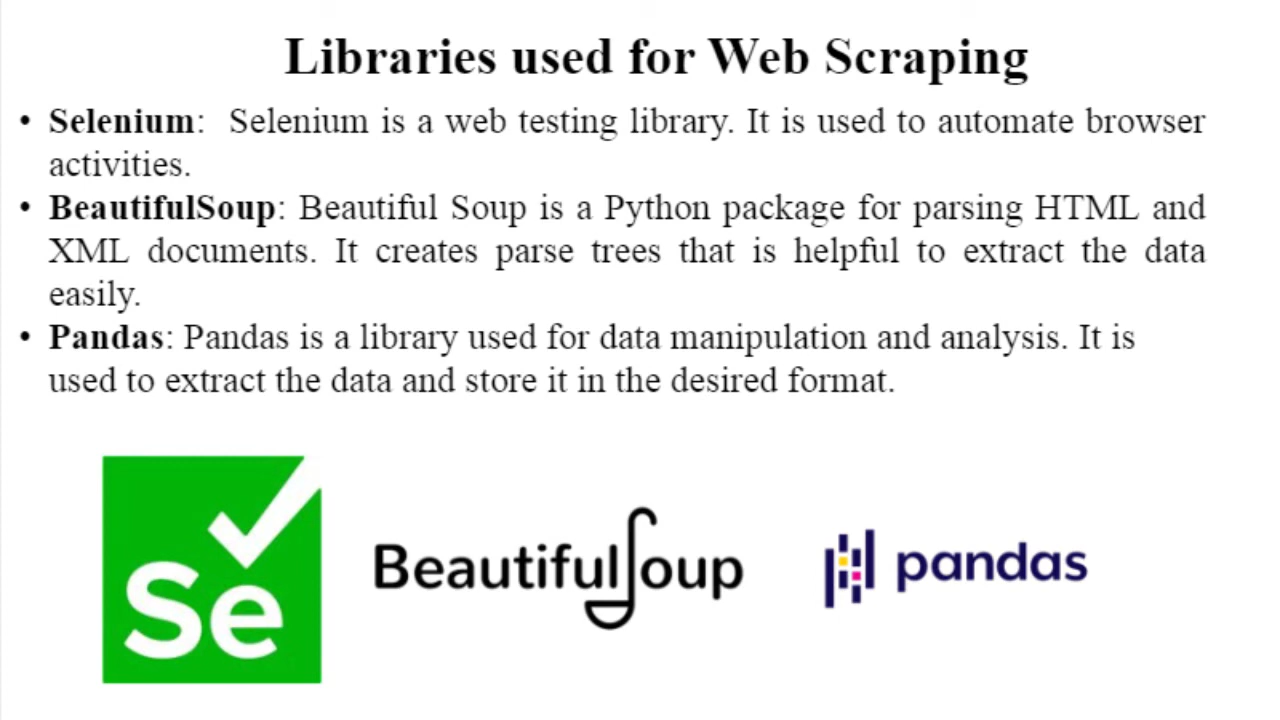 Libraries used for Web Scraping
• Selenium: Selenium is a web testing library. It is used to automate browser
activities.
• BeautifulSoup: Beautiful Soup is a Python package for parsing HTML and
XML documents. It creates parse trees that is helpful to extract the data
easily.
• Pandas: Pandas is a library used for data manipulation and analysis. It is
used to extract the data and store it in the desired format.
Se
BeautifulSoup
pandas